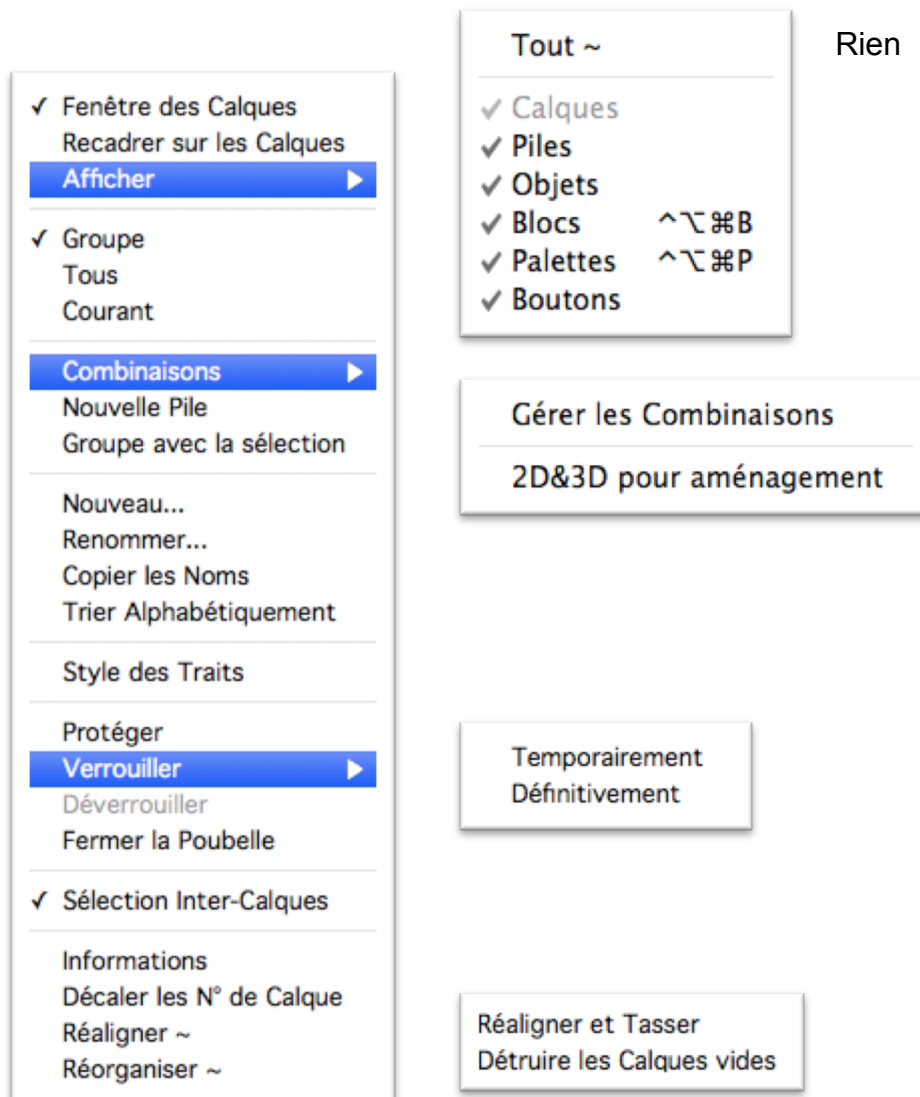 ✓ Fenêtre des Calques
Recadrer sur les Calques
Afficher
✓ Groupe
Tous
Courant
Combinaisons
Nouvelle Pile
Groupe avec la sélection
Nouveau...
Renommer...
Copier les Noms
Trier Alphabétiquement
Style des Traits
Protéger
Verrouiller
Déverrouiller
Fermer la Poubelle
✓ Sélection Inter-Calques
Informations
Décaler les N° de Calque
Réaligner ~
Réorganiser ~
Tout ~
Rien
✓ Calques
✓ Piles
✓ Objets
✓ Blocs ^⌥⌘B
✓ Palettes ^⌥⌘P
✓ Boutons
Gérer les Combinaisons
2D&3D pour aménagement
Temporairement
Définitivement
Réaligner et Tasser
Détruire les Calques vides